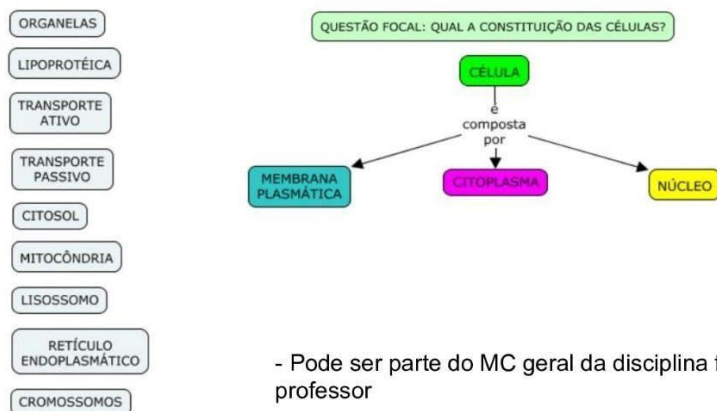 ORGANELAS
LIPOPROTÉICA
TRANSPORTE
ATIVO
TRANSPORTE
PASSIVO
CITOSOL
MITOCÔNDRIA
LISOSSOMO
RETÍCULO
ENDOPLASMÁTICO
CROMOSSOMOS
QUESTÃO FOCAL: QUAL A CONSTITUIÇÃO DAS CÉLULAS?
CÉLULA
é
composta
por
MEMBRANA
PLASMÁTICA
CITOPLASMA
NÚCLEO
- Pode ser parte do MC geral da disciplina
professor